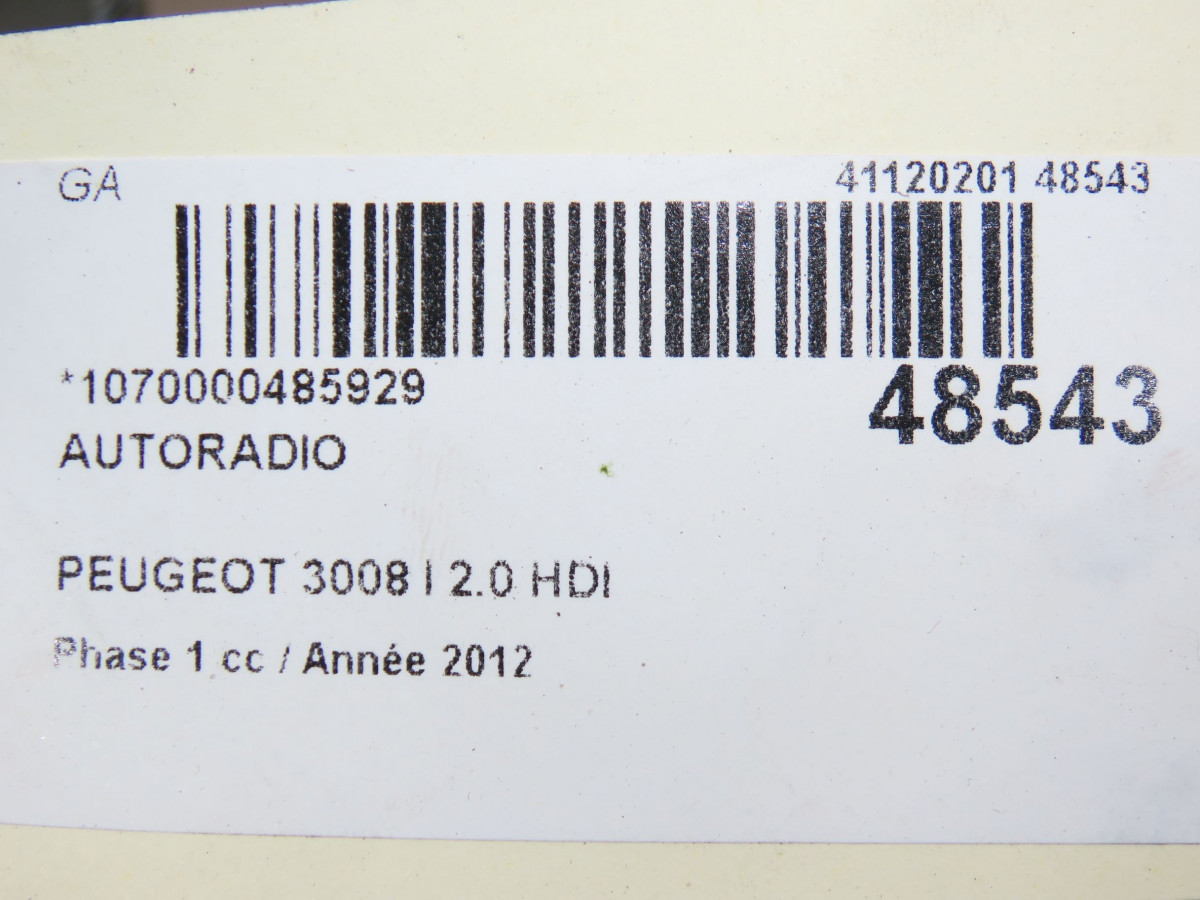 GA
41120201 48543
*1070000485929
48543
AUTORADIO
PEUGEOT 3008 I 2.0 HDI
Phase 1 cc / Année 2012